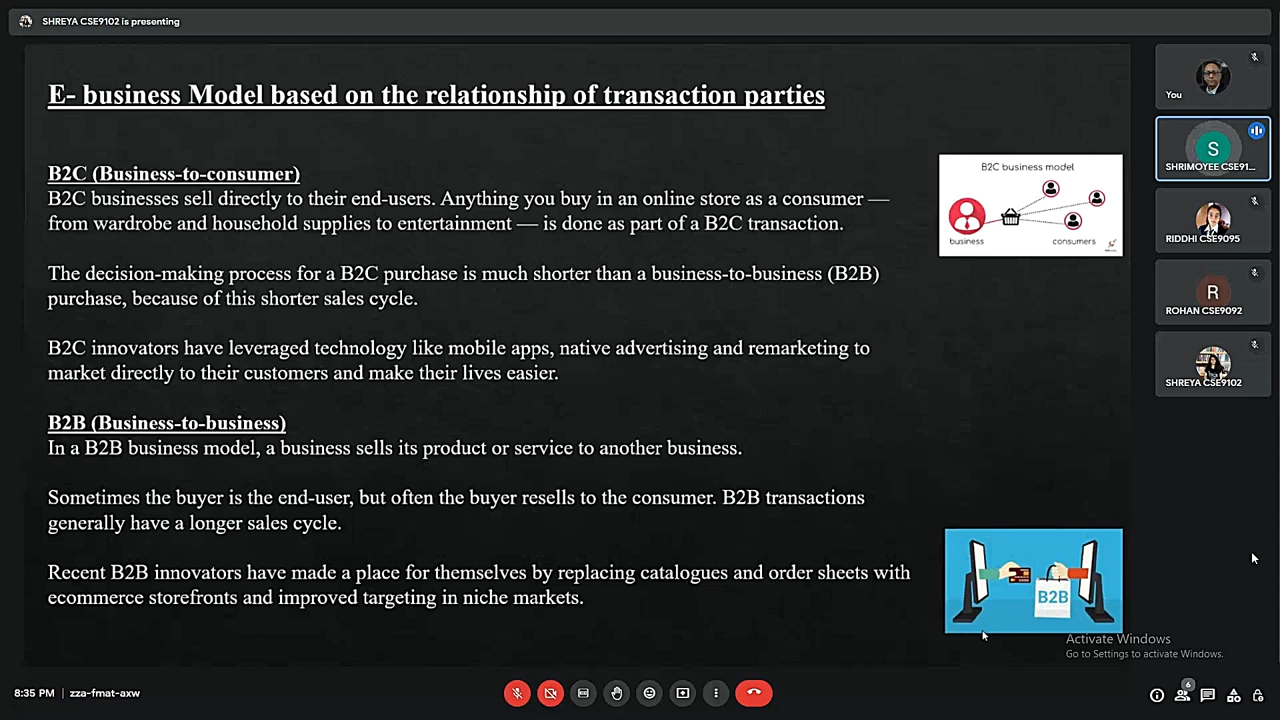 SHREYA CSE9102 is presenting
E- business Model based on the relationship of transaction parties
B2C (Business-to-consumer)
B2C businesses sell directly to their end-users. Anything you buy in an online store as a consumer —
from wardrobe and household supplies to entertainment — is done as part of a B2C transaction.
The decision-making process for a B2C purchase is much shorter than a business-to-business (B2B)
purchase, because of this shorter sales cycle.
B2C innovators have leveraged technology like mobile apps, native advertising and remarketing to
market directly to their customers and make their lives easier.
B2B (Business-to-business)
In a B2B business model, a business sells its product or service to another business.
Sometimes the buyer is the end-user, but often the buyer resells to the consumer. B2B transactions
generally have a longer sales cycle.
Recent B2B innovators have made a place for themselves by replacing catalogues and order sheets with
ecommerce storefronts and improved targeting in niche markets.
B2C business model
business
consumers
B2B
Activate Windows
Go to Settings to activate Windows.
You
S
SHRIMOYEE CSE91...
RIDDHI CSE9095
R
ROHAN CSE9092
SHREYA CSE9102
8:35 PM | zza-fmat-axw
6